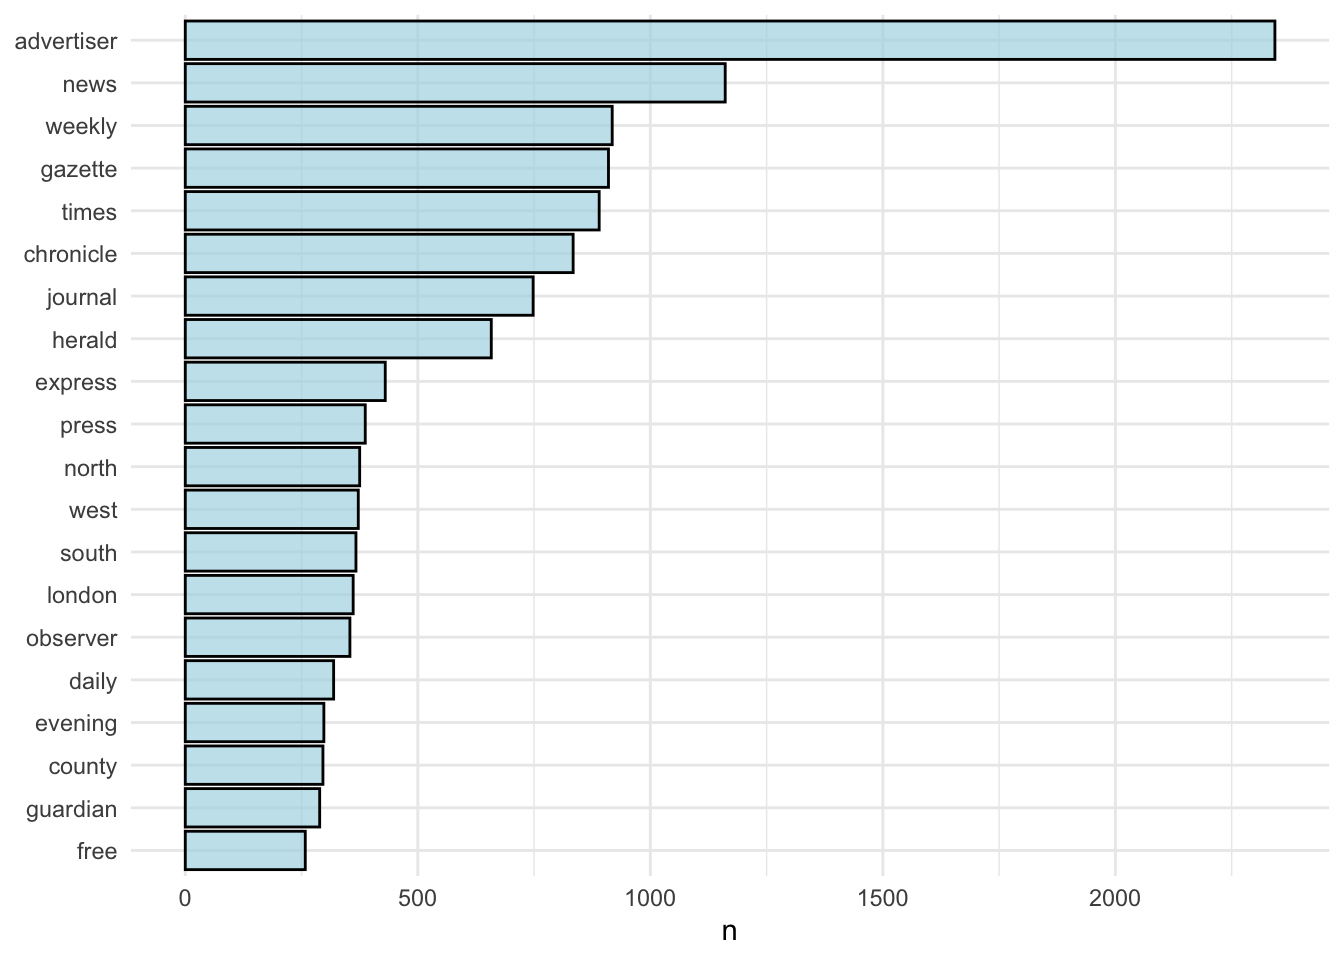 advertiser
news
weekly
gazette
times
chronicle
journal
herald
express
press
north
west
south
london
observer
daily
evening
county
guardian
free
0 500 1000 1500 2000
n